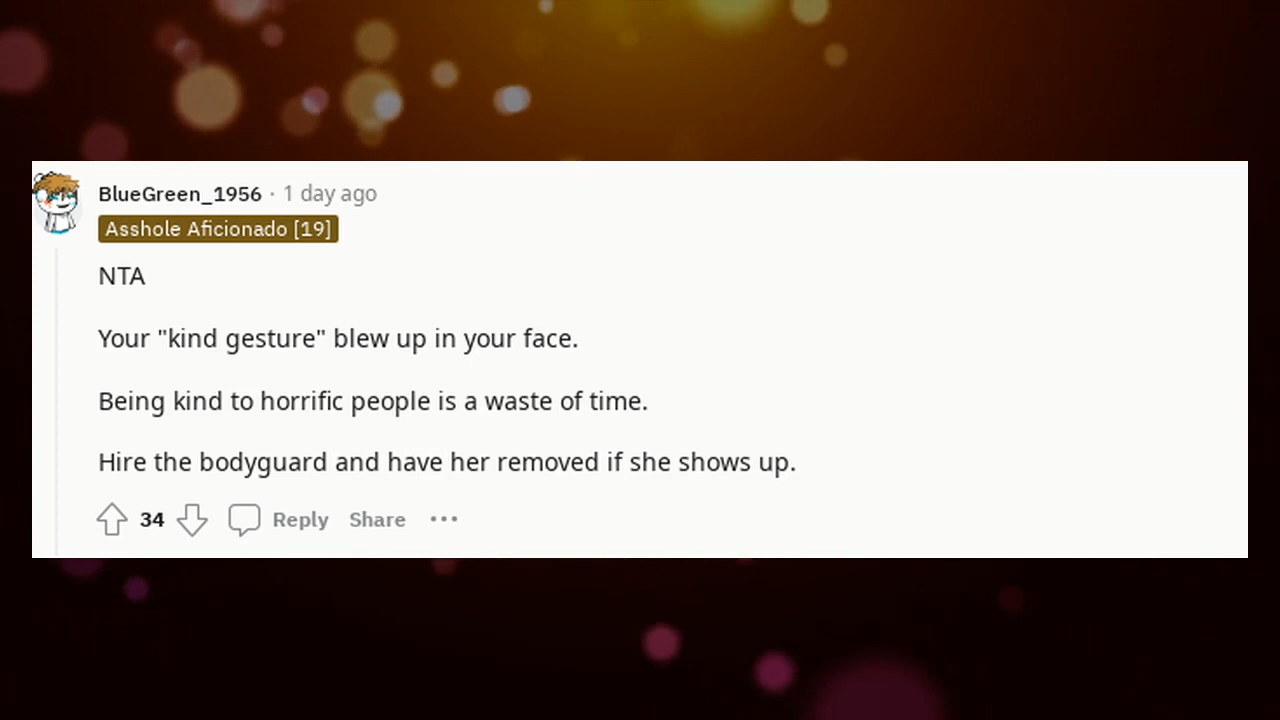 BlueGreen_1956 · 1 day ago
Asshole Aficionado [19]
NTA
Your "kind gesture" blew up in your face.
Being kind to horrific people is a waste of time.
Hire the bodyguard and have her removed if she shows up.
34 Reply Share ···